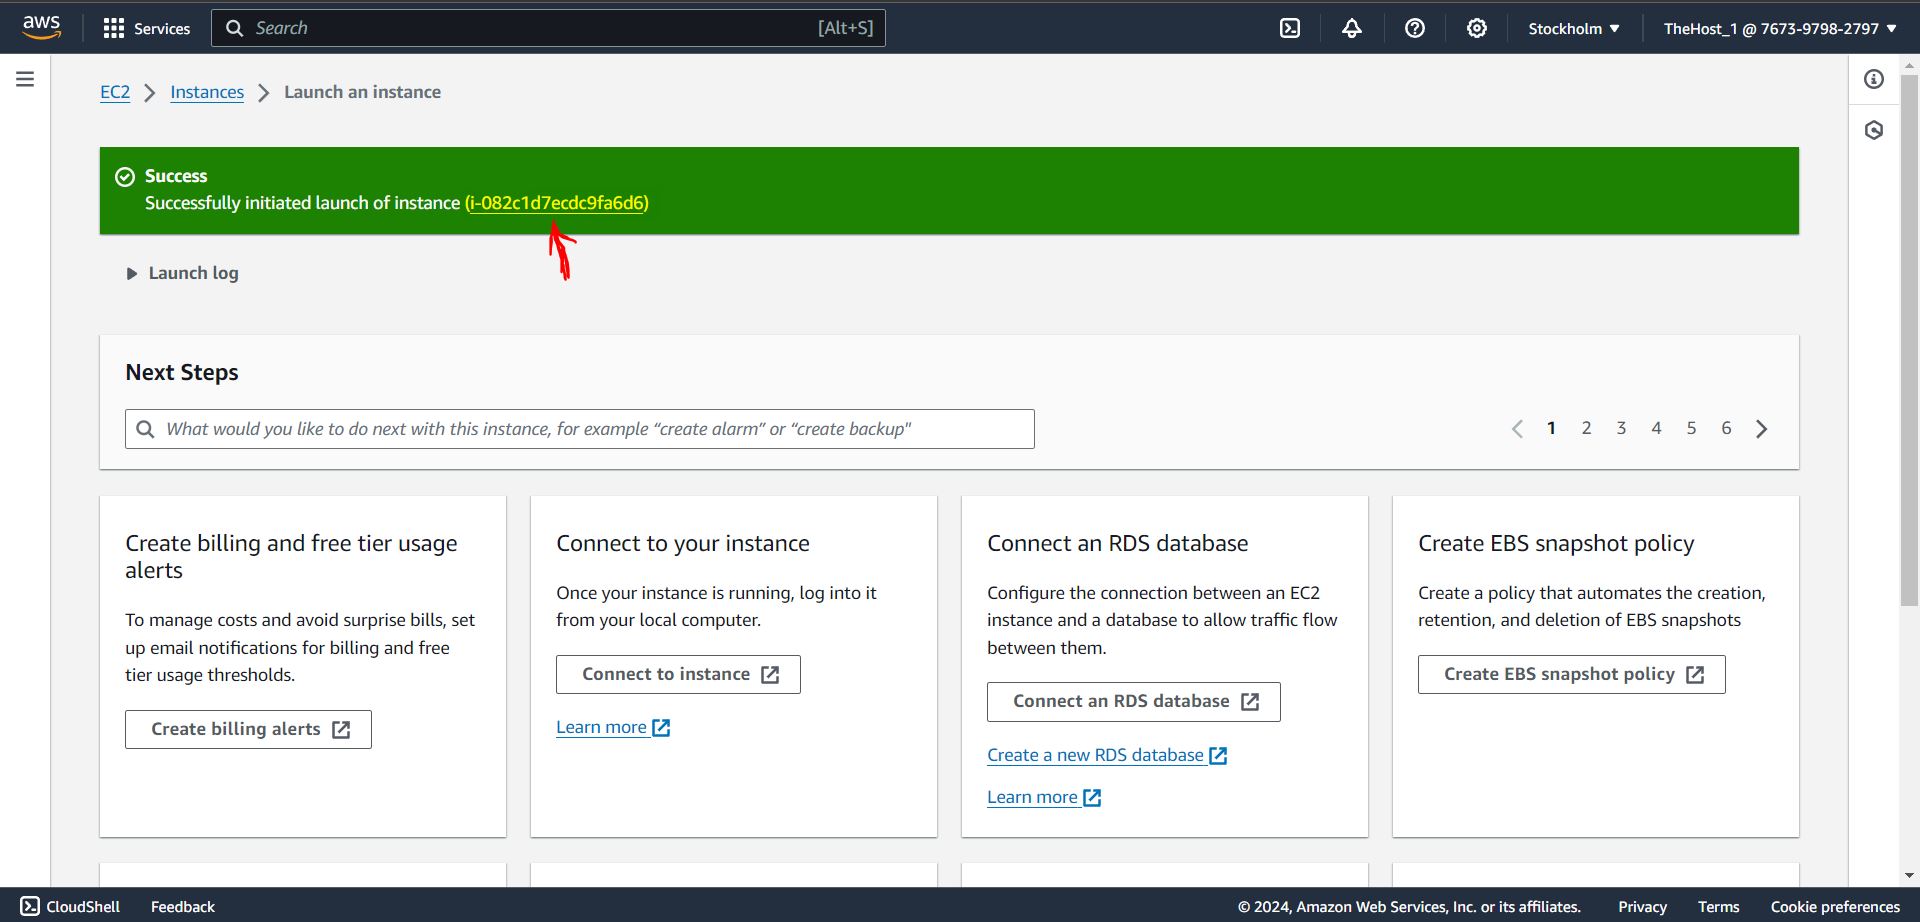 aws
Services
Search
[Alt+S]
Stockholm
TheHost_1 @ 7673-9798-2797
EC2
Instances
Launch an instance
Success
Successfully initiated launch of instance (i-082c1d7ecdc9fa6d6)
Launch log
Next Steps
What would you like to do next with this instance, for example “create alarm” or “create backup"
1 2 3 4 5 6
Create billing and free tier usage
alerts
To manage costs and avoid surprise bills, set
up email notifications for billing and free
tier usage thresholds.
Create billing alerts
Connect to your instance
Once your instance is running, log into it
from your local computer.
Connect to instance
Learn more
Connect an RDS database
Configure the connection between an EC2
instance and a database to allow traffic flow
between them.
Connect an RDS database
Create a new RDS database
Learn more
Create EBS snapshot policy
Create a policy that automates the creation,
retention, and deletion of EBS snapshots
Create EBS snapshot policy
CloudShell
Feedback
© 2024, Amazon Web Services, Inc. or its affiliates.
Privacy
Terms
Cookie preferences